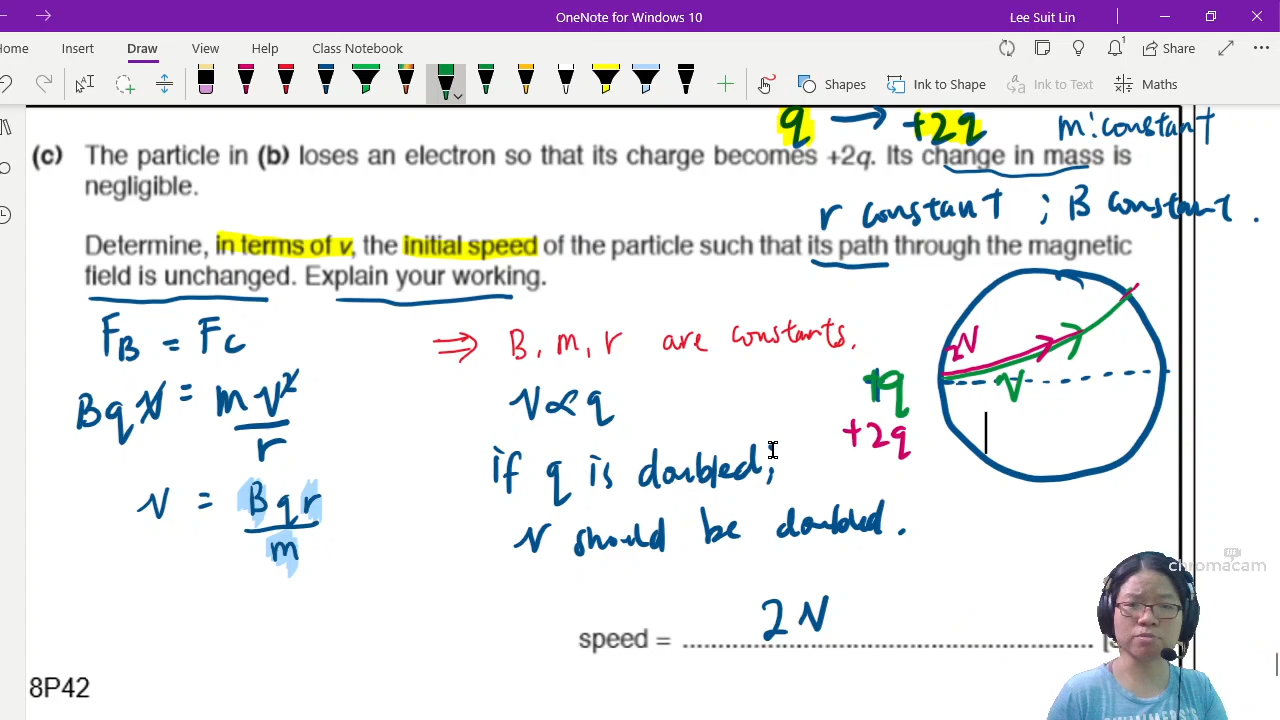 OneNote for Windows 10
Lee Suit Lin
Home Insert Draw View Help Class Notebook Share
Shapes Ink to Shape Ink to Text Maths
q → +2q m: constant
(c) The particle in (b) loses an electron so that its charge becomes +2q. Its change in mass is
negligible.
r constant ; B constant.
Determine, in terms of v, the initial speed of the particle such that its path through the magnetic
field is unchanged. Explain your working.
F_B = F_C
⇒ B, m, r are constants.
Bqv = mv²/r
v ∝ q
+q
+2q
2v
v
if q is doubled,
v = Bqr/m
v should be doubled.
chromacam
speed = 2v
8P42